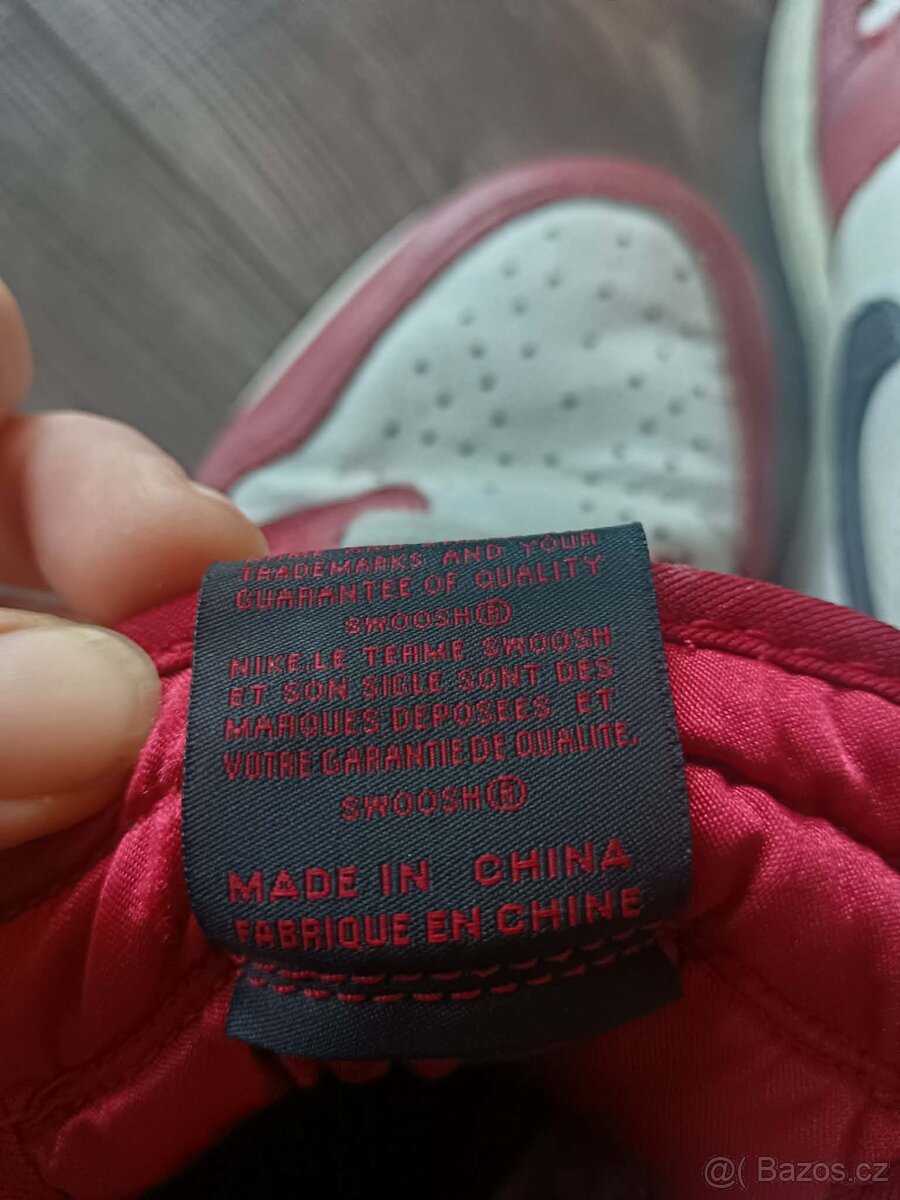 TRADEMARKS AND YOUR
GUARANTEE OF QUALITY
SWOOSH®
NIKE.LE TERME SWOOSH
ET SON SIGLE SONT DES
MARQUES DEPOSEES ET
VOTRE GARANTIE DE QUALITE,
SWOOSH®
MADE IN CHINA
FABRIQUE EN CHINE
@( Bazos.cz